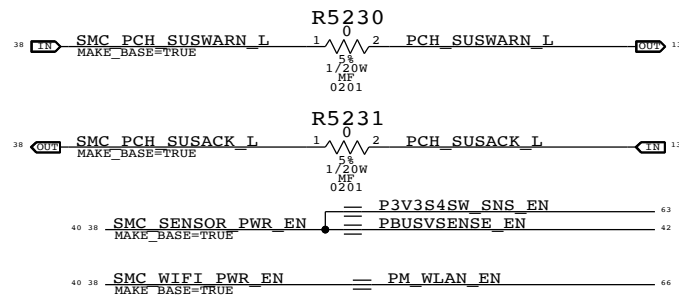 R5230
0
38 IN SMC_PCH_SUSWARN_L 1 2 PCH_SUSWARN_L OUT
MAKE_BASE=TRUE
5%
1/20W
MF
0201
R5231
0
38 OUT SMC_PCH_SUSACK_L 1 2 PCH_SUSACK_L IN
MAKE_BASE=TRUE
5%
1/20W
MF
0201
P3V3S4SW_SNS_EN 63
40 38 SMC_SENSOR_PWR_EN PBUSVSENSE_EN 42
MAKE_BASE=TRUE
40 38 SMC_WIFI_PWR_EN PM_WLAN_EN 66
MAKE_BASE=TRUE